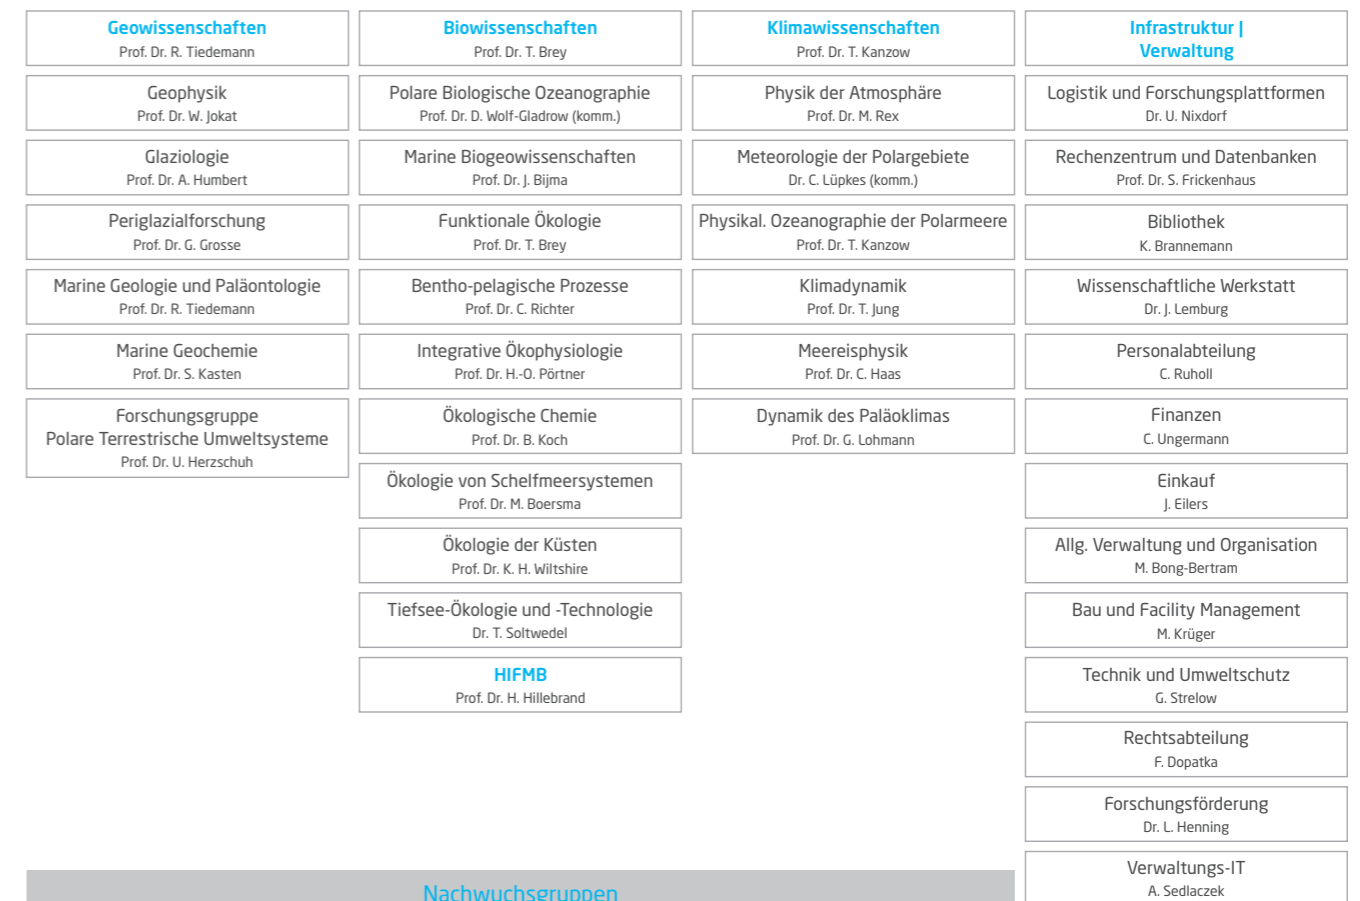 Geowissenschaften
Prof. Dr. R. Tiedemann
Geophysik
Prof. Dr. W. Jokat
Glaziologie
Prof. Dr. A. Humbert
Periglazialforschung
Prof. Dr. G. Grosse
Marine Geologie und Paläontologie
Prof. Dr. R. Tiedemann
Marine Geochemie
Prof. Dr. S. Kasten
Forschungsgruppe
Polare Terrestrische Umweltsysteme
Prof. Dr. U. Herzschuh
Biowissenschaften
Prof. Dr. T. Brey
Polare Biologische Ozeanographie
Prof. Dr. D. Wolf-Gladrow (komm.)
Marine Biogeowissenschaften
Prof. Dr. J. Bijma
Funktionale Ökologie
Prof. Dr. T. Brey
Bentho-pelagische Prozesse
Prof. Dr. C. Richter
Integrative Ökophysiologie
Prof. Dr. H.-O. Pörtner
Ökologische Chemie
Prof. Dr. B. Koch
Ökologie von Schelfmeersystemen
Prof. Dr. M. Boersma
Ökologie der Küsten
Prof. Dr. K. H. Wiltshire
Tiefsee-Ökologie und -Technologie
Dr. T. Soltwedel
HIFMB
Prof. Dr. H. Hillebrand
Klimawissenschaften
Prof. Dr. T. Kanzow
Physik der Atmosphäre
Prof. Dr. M. Rex
Meteorologie der Polargebiete
Dr. C. Lüpkes (komm.)
Physikal. Ozeanographie der Polarmeere
Prof. Dr. T. Kanzow
Klimadynamik
Prof. Dr. T. Jung
Meereisphysik
Prof. Dr. C. Haas
Dynamik des Paläoklimas
Prof. Dr. G. Lohmann
Infrastruktur |
Verwaltung
Logistik und Forschungsplattformen
Dr. U. Nixdorf
Rechenzentrum und Datenbanken
Prof. Dr. S. Frickenhaus
Bibliothek
K. Brannemann
Wissenschaftliche Werkstatt
Dr. J. Lemburg
Personalabteilung
C. Ruholl
Finanzen
C. Ungermann
Einkauf
J. Eilers
Allg. Verwaltung und Organisation
M. Bong-Bertram
Bau und Facility Management
M. Krüger
Technik und Umweltschutz
G. Strelow
Rechtsabteilung
F. Dopatka
Forschungsförderung
Dr. L. Henning
Verwaltungs-IT
A. Sedlaczek
Nachwuchsgruppen